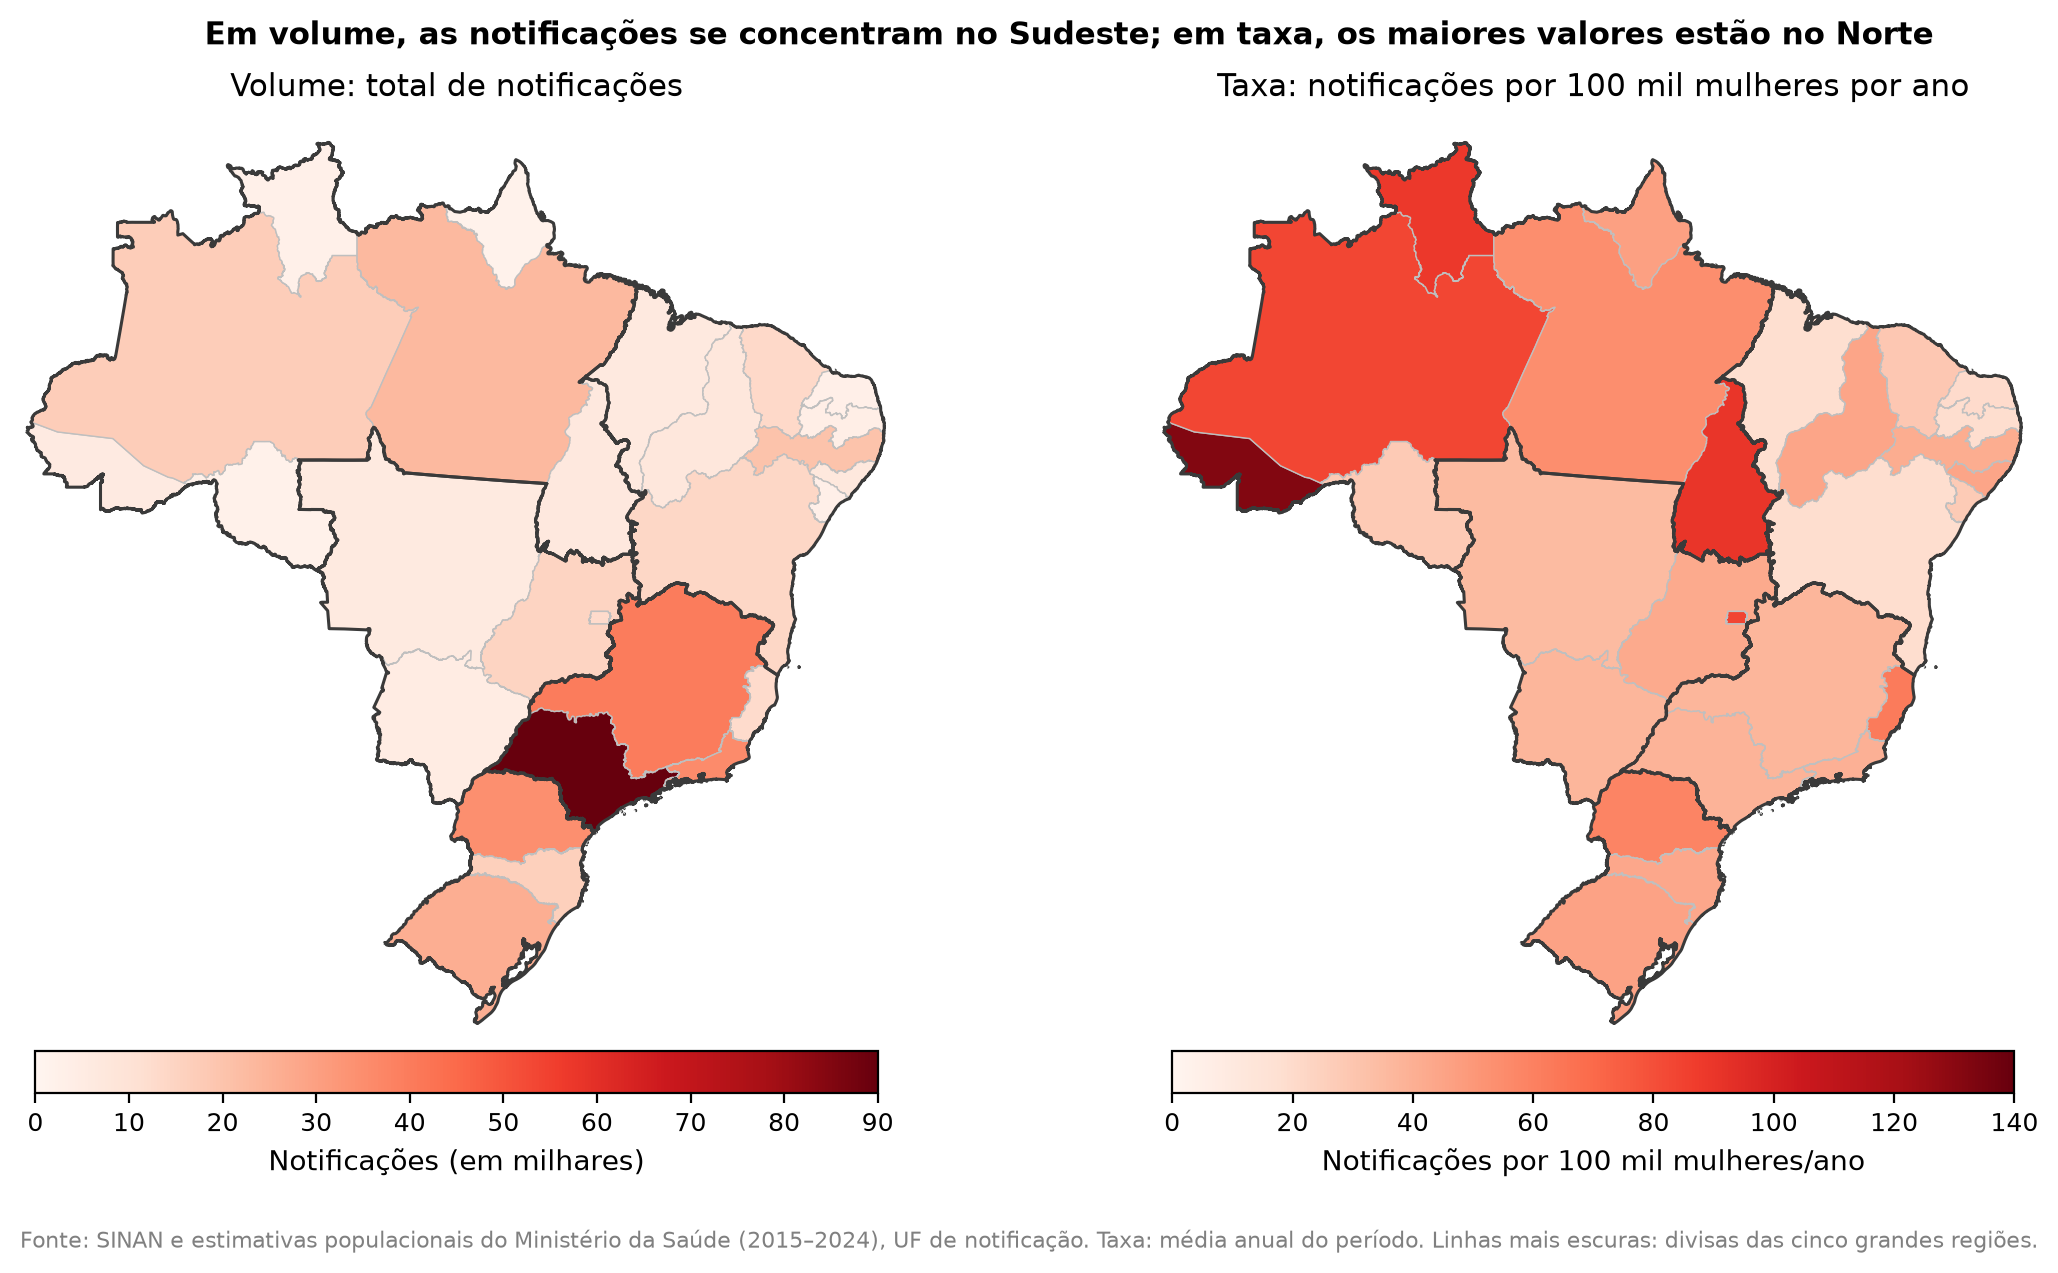 Em volume, as notificações se concentram no Sudeste; em taxa, os maiores valores estão no Norte
Volume: total de notificações
Taxa: notificações por 100 mil mulheres por ano
0 10 20 30 40 50 60 70 80 90
Notificações (em milhares)
0 20 40 60 80 100 120 140
Notificações por 100 mil mulheres/ano
Fonte: SINAN e estimativas populacionais do Ministério da Saúde (2015–2024), UF de notificação. Taxa: média anual do período. Linhas mais escuras: divisas das cinco grandes regiões.